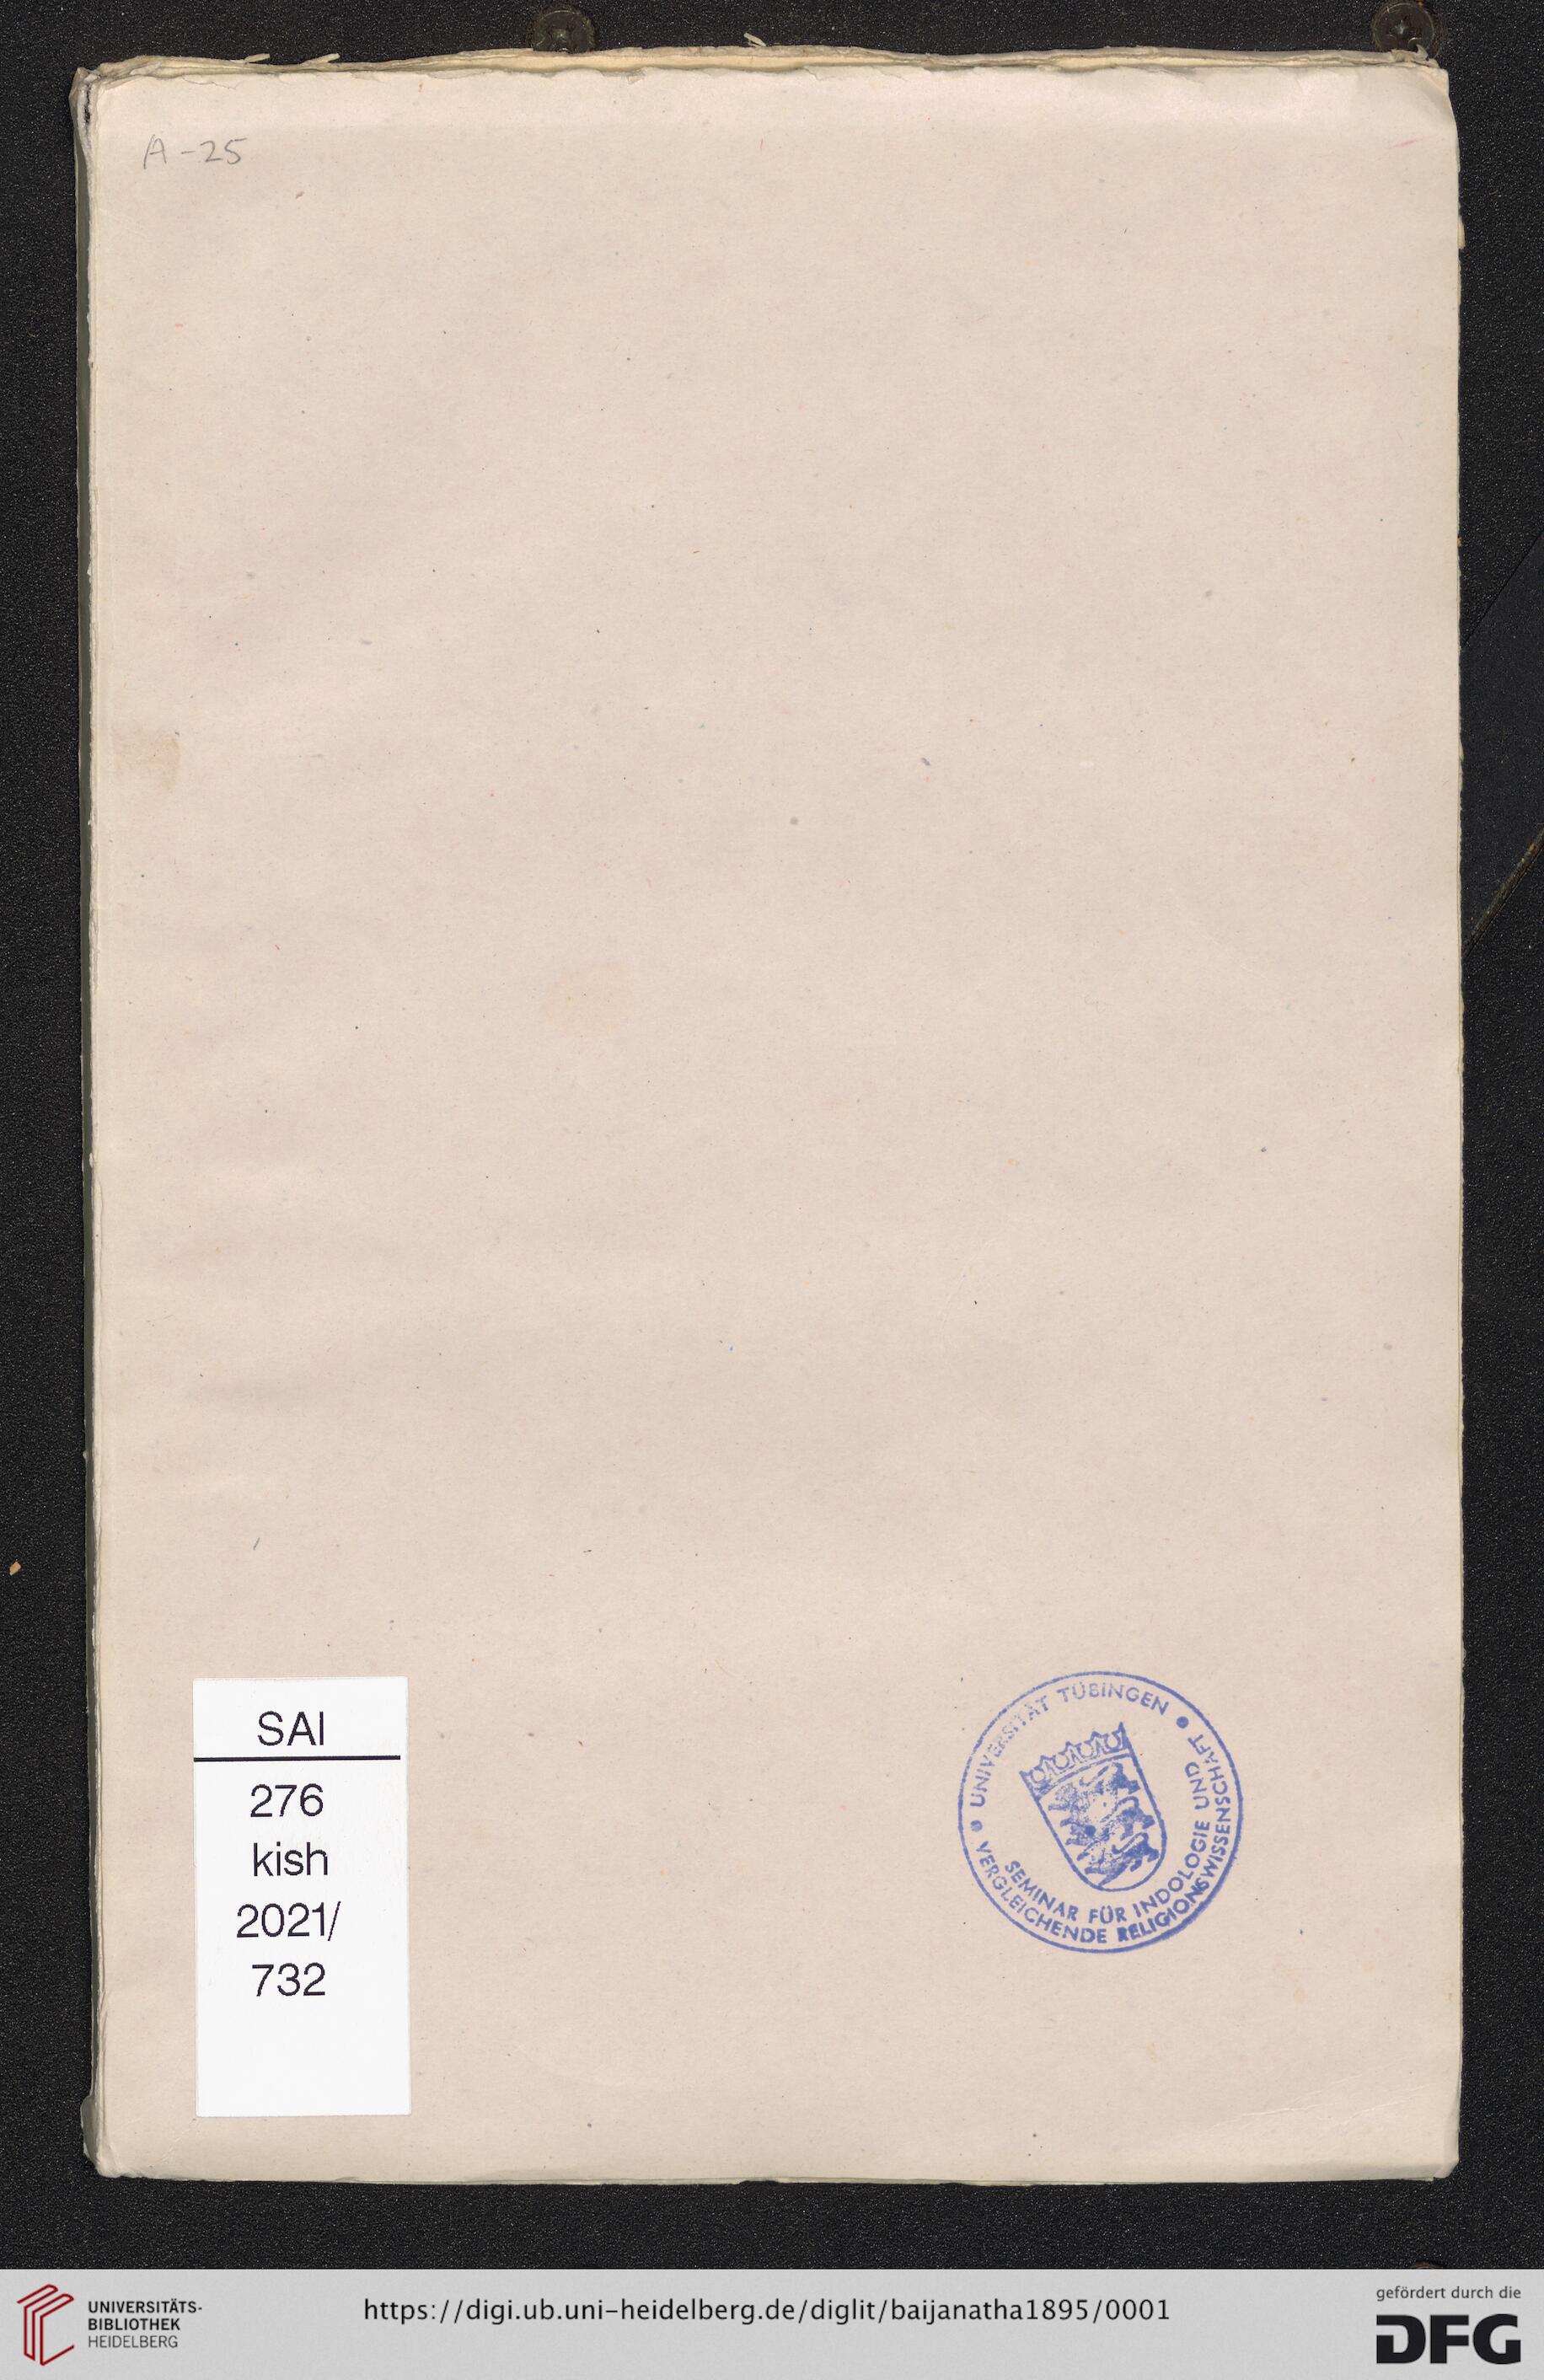 A-25
SAI
276
kish
2021/
732
UNIVERSITÄT TÜBINGEN
SEMINAR FÜR INDOLOGIE UND
VERGLEICHENDE RELIGIONSWISSENSCHAFT
UNIVERSITÄTS-
BIBLIOTHEK
HEIDELBERG
https://digi.ub.uni-heidelberg.de/diglit/baijanatha1895/0001
gefördert durch die
DFG